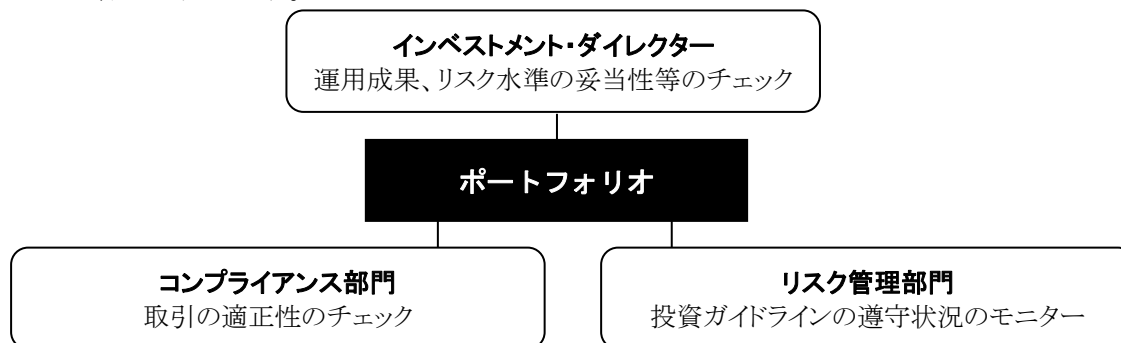 インベストメント・ダイレクター
運用成果、リスク水準の妥当性等のチェック
ポートフォリオ
コンプライアンス部門
取引の適正性のチェック
リスク管理部門
投資ガイドラインの遵守状況のモニター